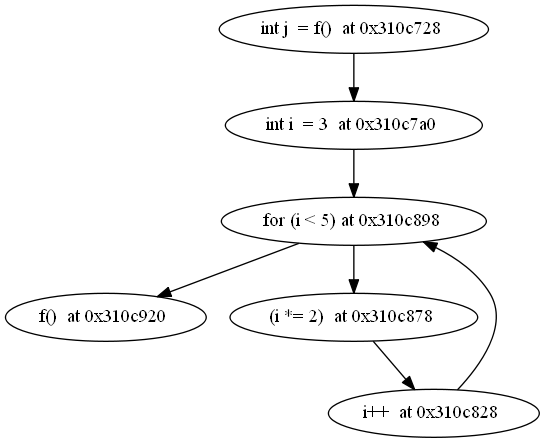 int j = f() at 0x310c728
int i = 3 at 0x310c7a0
for (i < 5) at 0x310c898
f() at 0x310c920
(i *= 2) at 0x310c878
i++ at 0x310c828